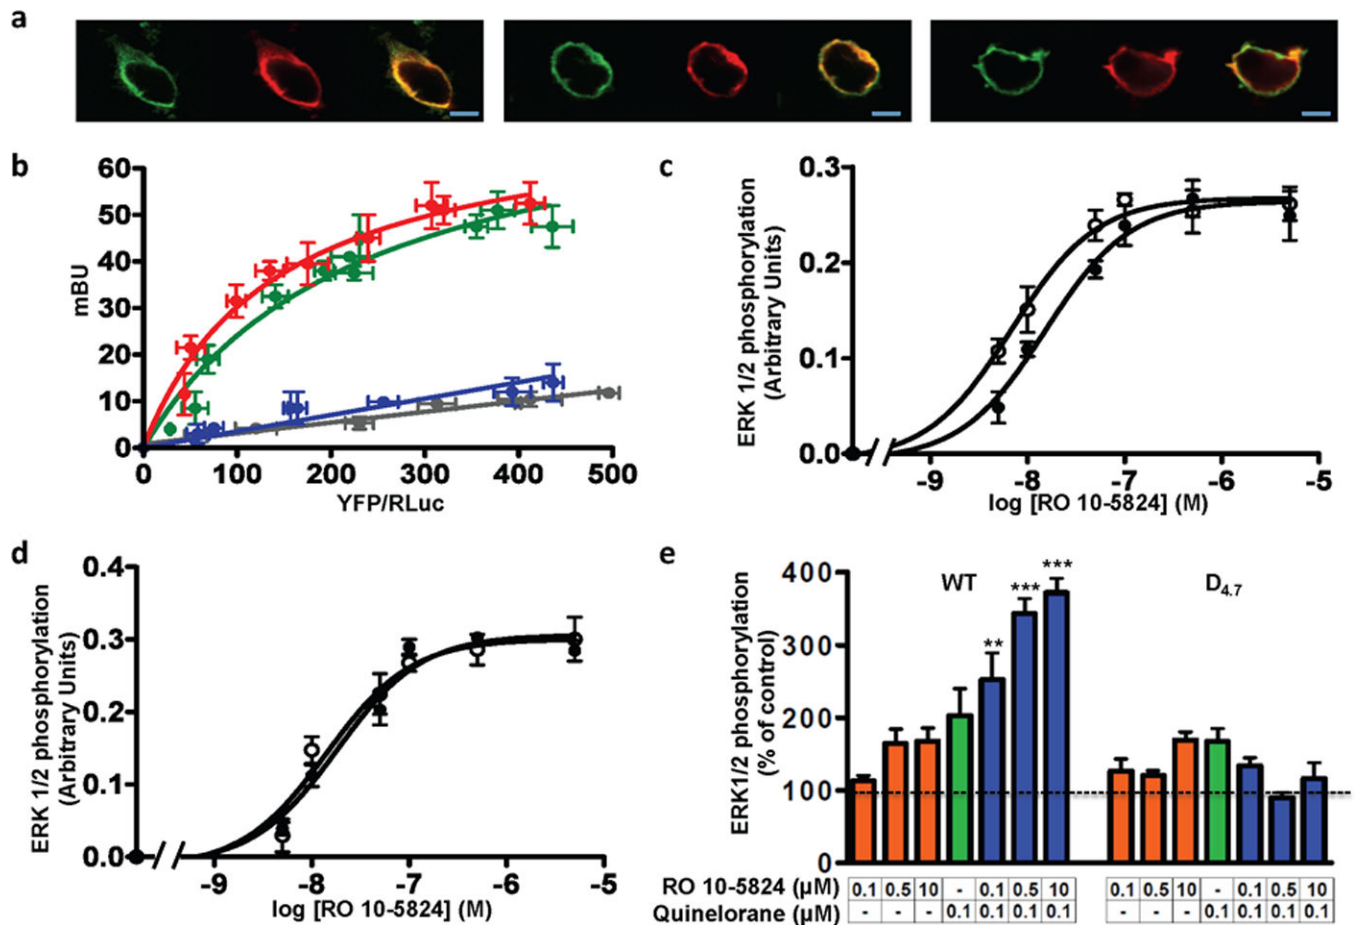 a
b
60
50
40
30
20
10
0
mBU
0 100 200 300 400 500
YFP/RLuc
c
0.3
0.2
0.1
0.0
ERK 1/2 phosphorylation
(Arbitrary Units)
-9 -8 -7 -6 -5
log [RO 10-5824] (M)
d
0.4
0.3
0.2
0.1
0.0
ERK 1/2 phosphorylation
(Arbitrary Units)
-9 -8 -7 -6 -5
log [RO 10-5824] (M)
e
400
300
200
100
0
ERK1/2 phosphorylation
(% of control)
WT
D4.7
**
***
***
RO 10-5824 (µM) 0.1 0.5 10 - 0.1 0.5 10 0.1 0.5 10 - 0.1 0.5 10
Quinelorane (µM) - - - 0.1 0.1 0.1 0.1 - - - 0.1 0.1 0.1 0.1